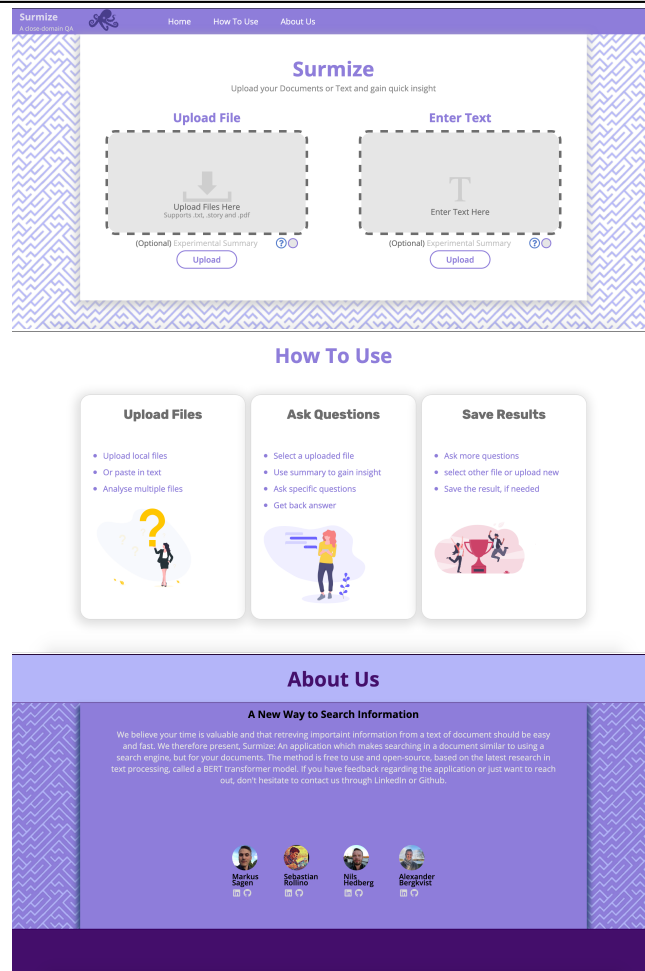 Surmize
A close-domain QA
Home
How To Use
About Us
Surmize
Upload your Documents or Text and gain quick insight
Upload File
Upload Files Here
Supports .txt, .story and .pdf
(Optional) Experimental Summary
?
Upload
Enter Text
T
Enter Text Here
(Optional) Experimental Summary
?
Upload
How To Use
Upload Files
Upload local files
Or paste in text
Analyse multiple files
?
Ask Questions
Select a uploaded file
Use summary to gain insight
Ask specific questions
Get back answer
Save Results
Ask more questions
select other file or upload new
Save the result, if needed
About Us
A New Way to Search Information
We believe your time is valuable and that retreving importaint information from a text of document should be easy
and fast. We therefore present, Surmize: An application which makes searching in a document similar to using a
search engine, but for your documents. The method is free to use and open-source, based on the latest research in
text processing, called a BERT transformer model. If you have feedback regarding the application or just want to reach
out, don't hesitate to contact us through LinkedIn or Github.
Markus
Sagen
in
Sebastian
Rollino
in
Nils
Hedberg
in
Alexander
Bergkvist
in